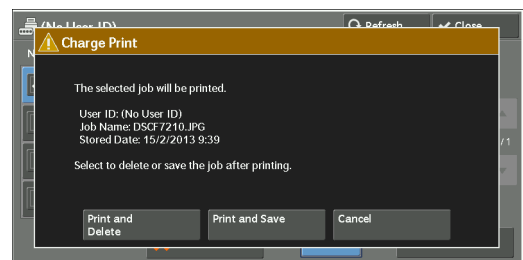 (No User ID)
Refresh
Close
Charge Print
The selected job will be printed.
User ID: (No User ID)
Job Name: DSCF7210.JPG
Stored Date: 15/2/2013 9:39
Select to delete or save the job after printing.
/1
Print and
Delete
Print and Save
Cancel